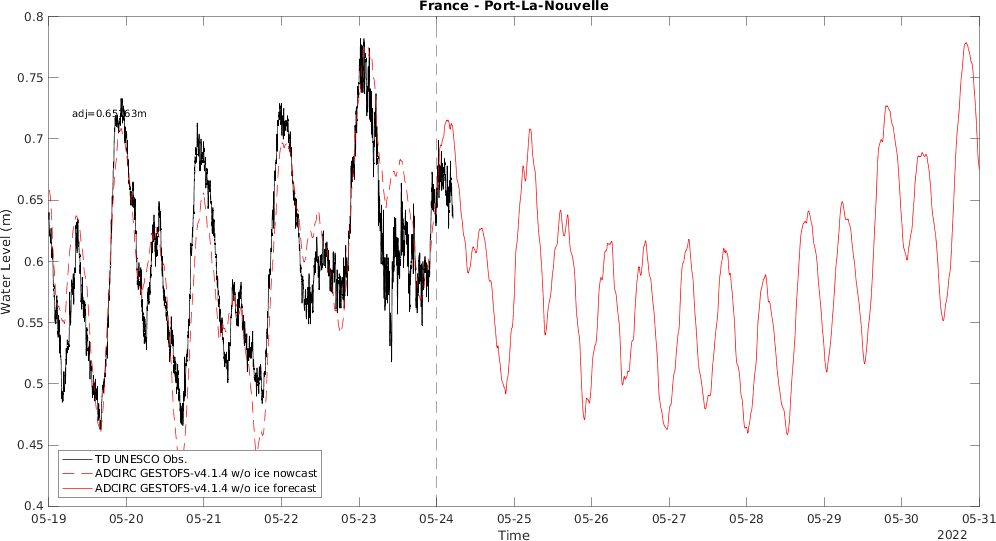 France - Port-La-Nouvelle
0.8
0.75
0.7
0.65
0.6
0.55
0.5
0.45
0.4
Water Level (m)
TD UNESCO Obs.
ADCIRC GESTOFS-v4.1.4 w/o ice nowcast
ADCIRC GESTOFS-v4.1.4 w/o ice forecast
05-19 05-20 05-21 05-22 05-23 05-24 05-25 05-26 05-27 05-28 05-29 05-30 05-31
Time
2022